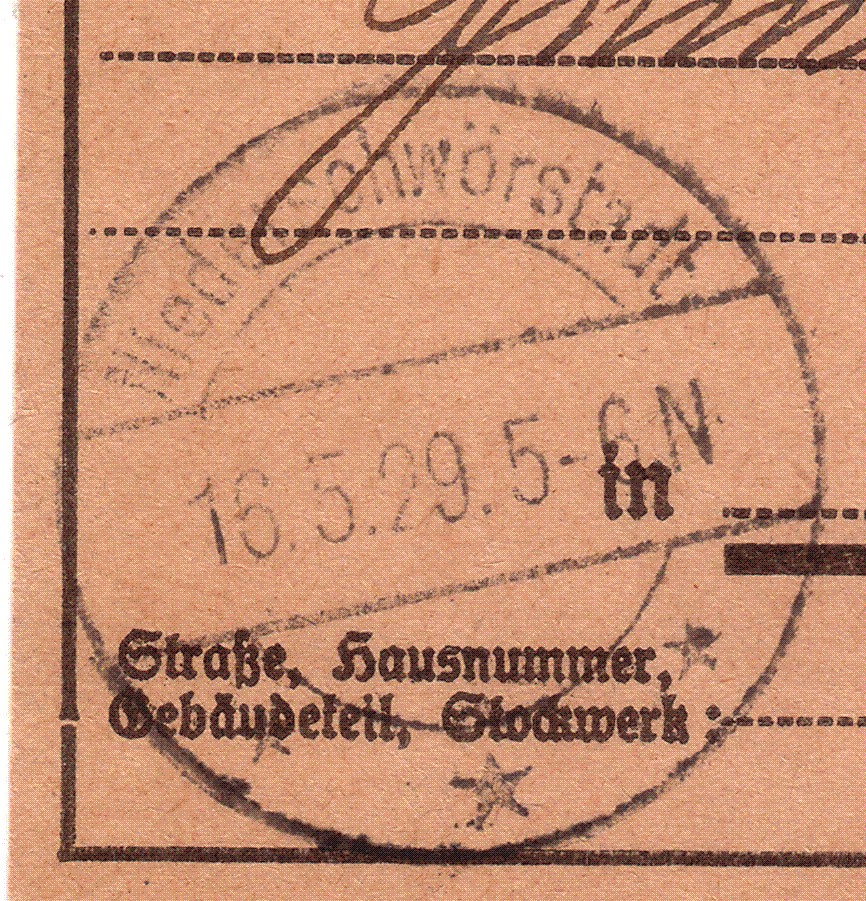 Niederschwörstadt
16.5.29.5-6N
in
Straße, Hausnummer,
Gebäudeteil, Stockwerk: